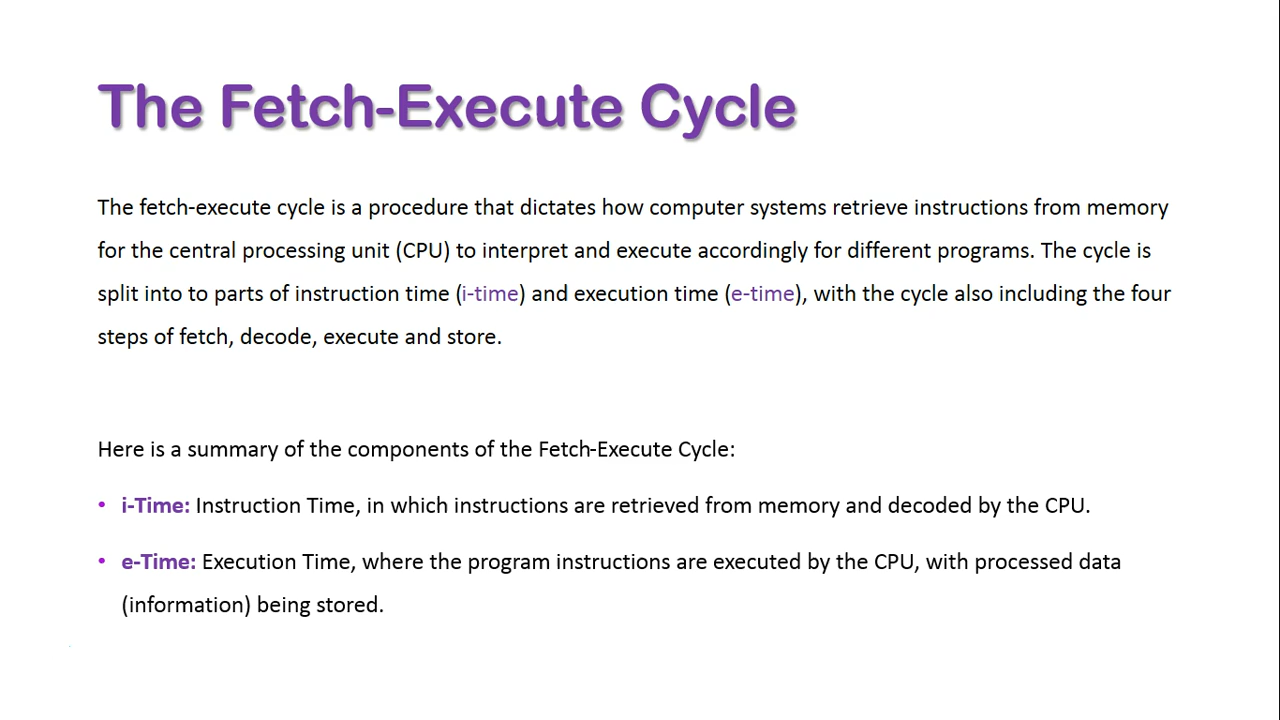 The Fetch-Execute Cycle
The fetch-execute cycle is a procedure that dictates how computer systems retrieve instructions from memory
for the central processing unit (CPU) to interpret and execute accordingly for different programs. The cycle is
split into to parts of instruction time (i-time) and execution time (e-time), with the cycle also including the four
steps of fetch, decode, execute and store.
Here is a summary of the components of the Fetch-Execute Cycle:
• i-Time: Instruction Time, in which instructions are retrieved from memory and decoded by the CPU.
• e-Time: Execution Time, where the program instructions are executed by the CPU, with processed data
(information) being stored.